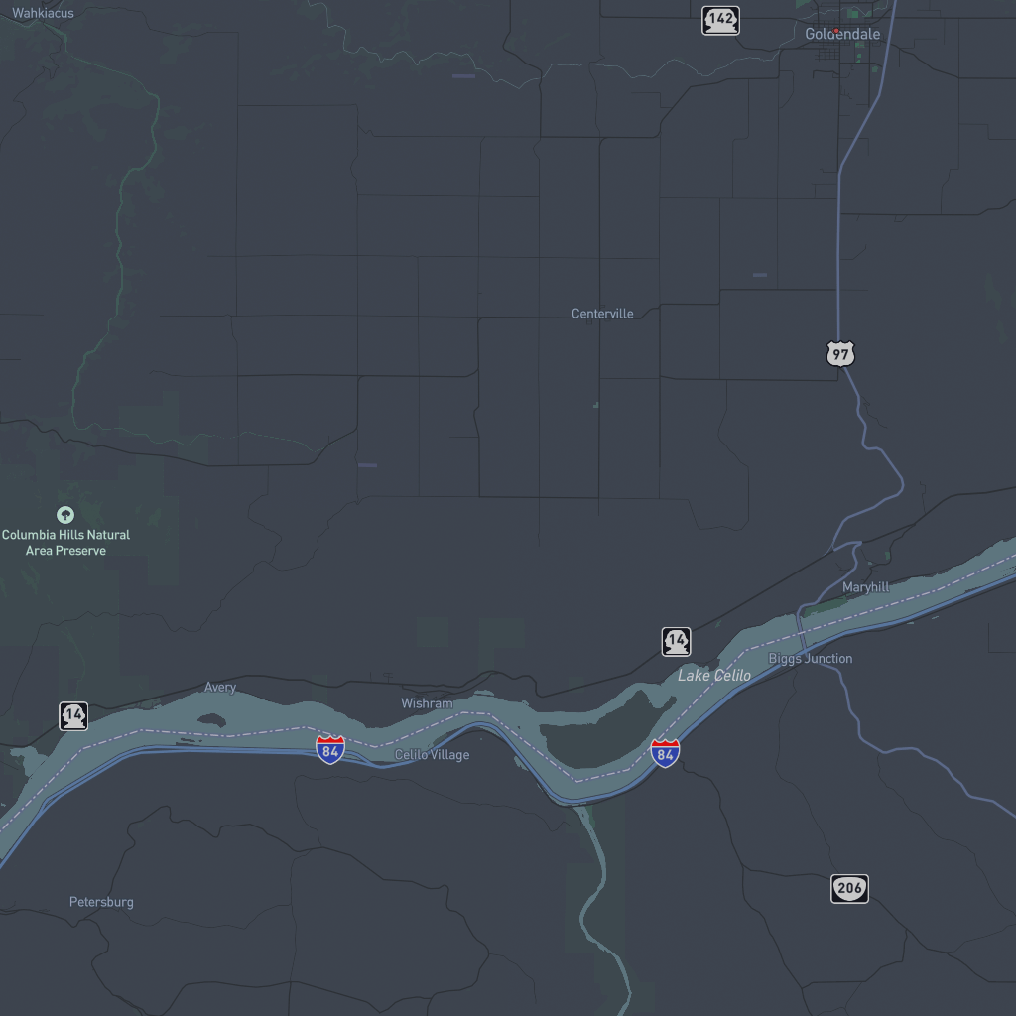 Wahkiacus
142
Goldendale
Centerville
97
Columbia Hills Natural
Area Preserve
Maryhill
14
Biggs Junction
Lake Celilo
Avery
14
Wishram
84
Celilo Village
84
206
Petersburg